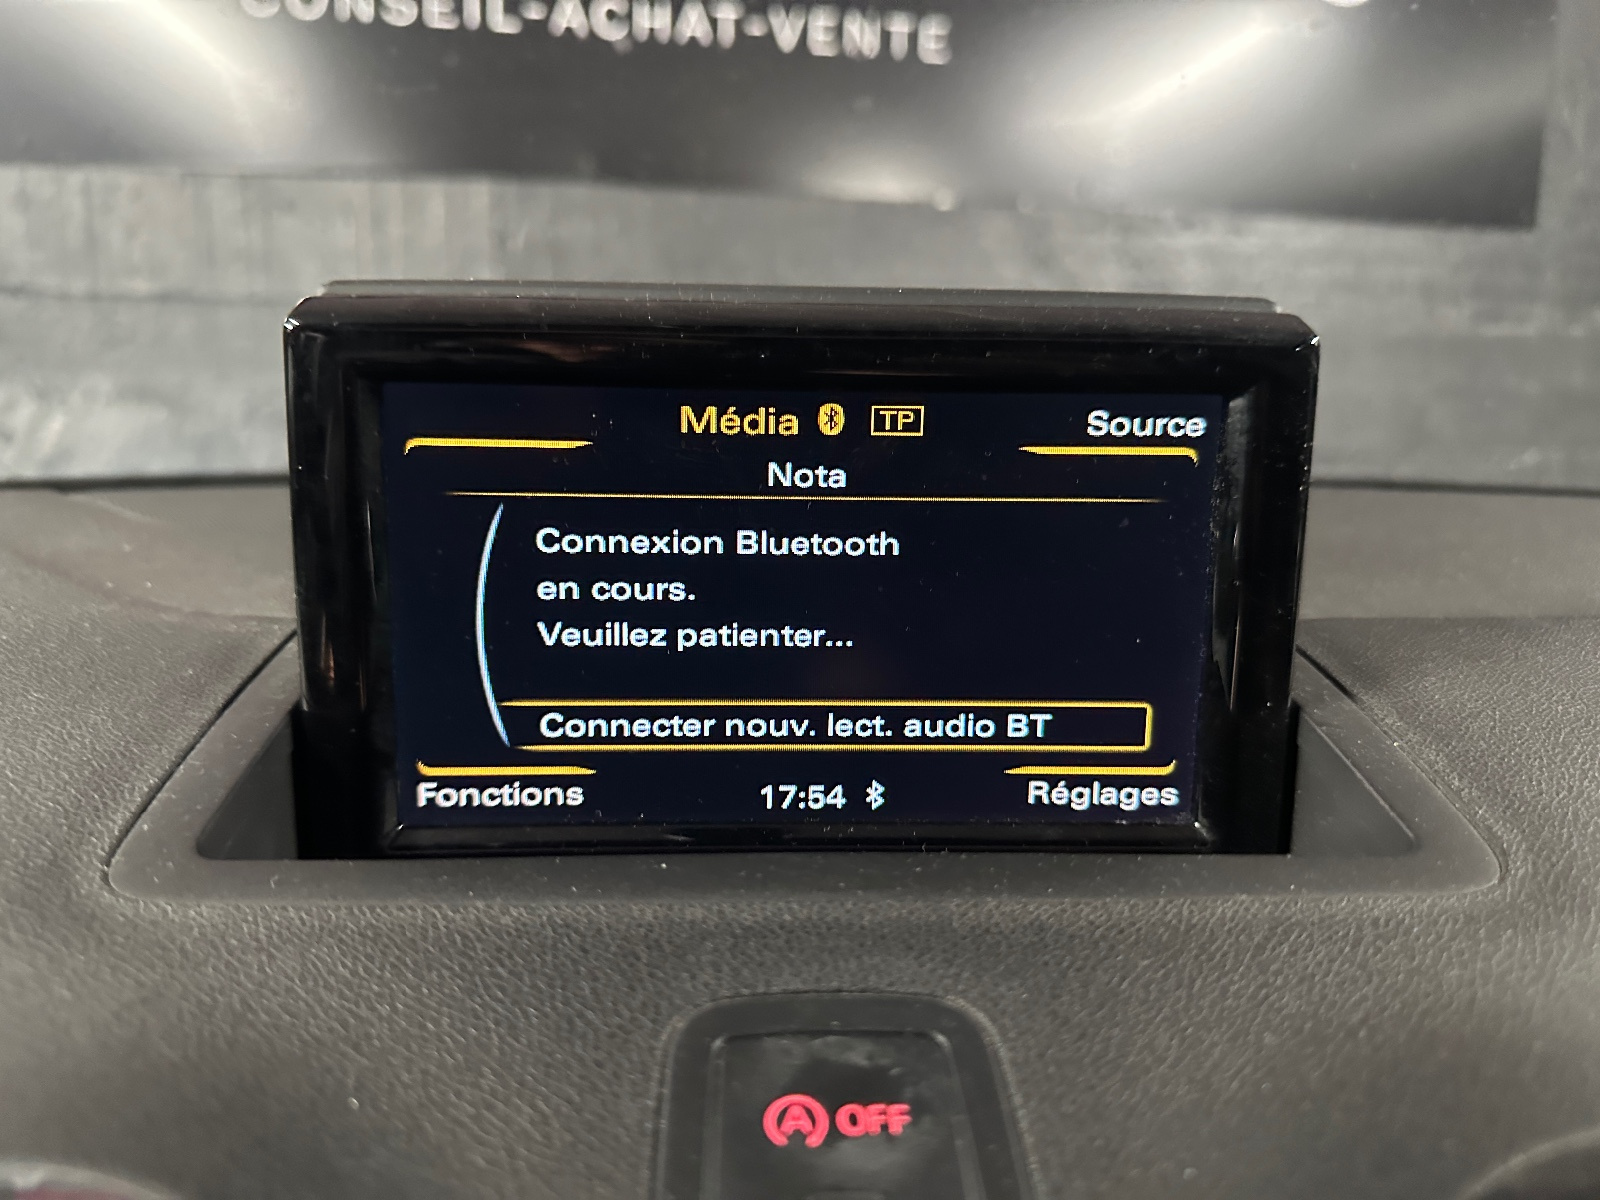 CONSEIL-ACHAT-VENTE
Média TP
Source
Nota
Connexion Bluetooth
en cours.
Veuillez patienter...
Connecter nouv. lect. audio BT
Fonctions
17:54
Réglages
A OFF